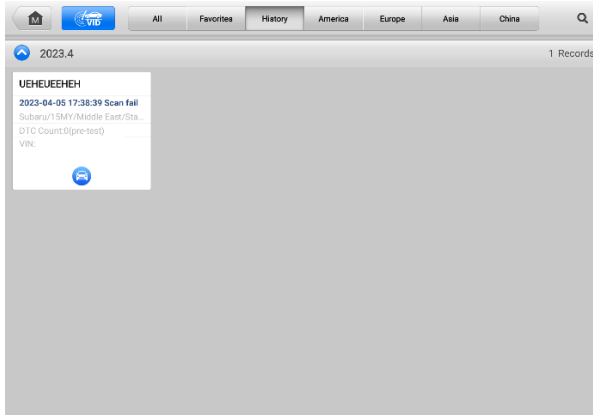 M
VID
All
Favorites
History
America
Europe
Asia
China
2023.4
1 Records
UEHEUEEHEH
2023-04-05 17:38:39 Scan fail
Subaru/15MY/Middle East/Sta...
DTC Count:0(pre-test)
VIN: